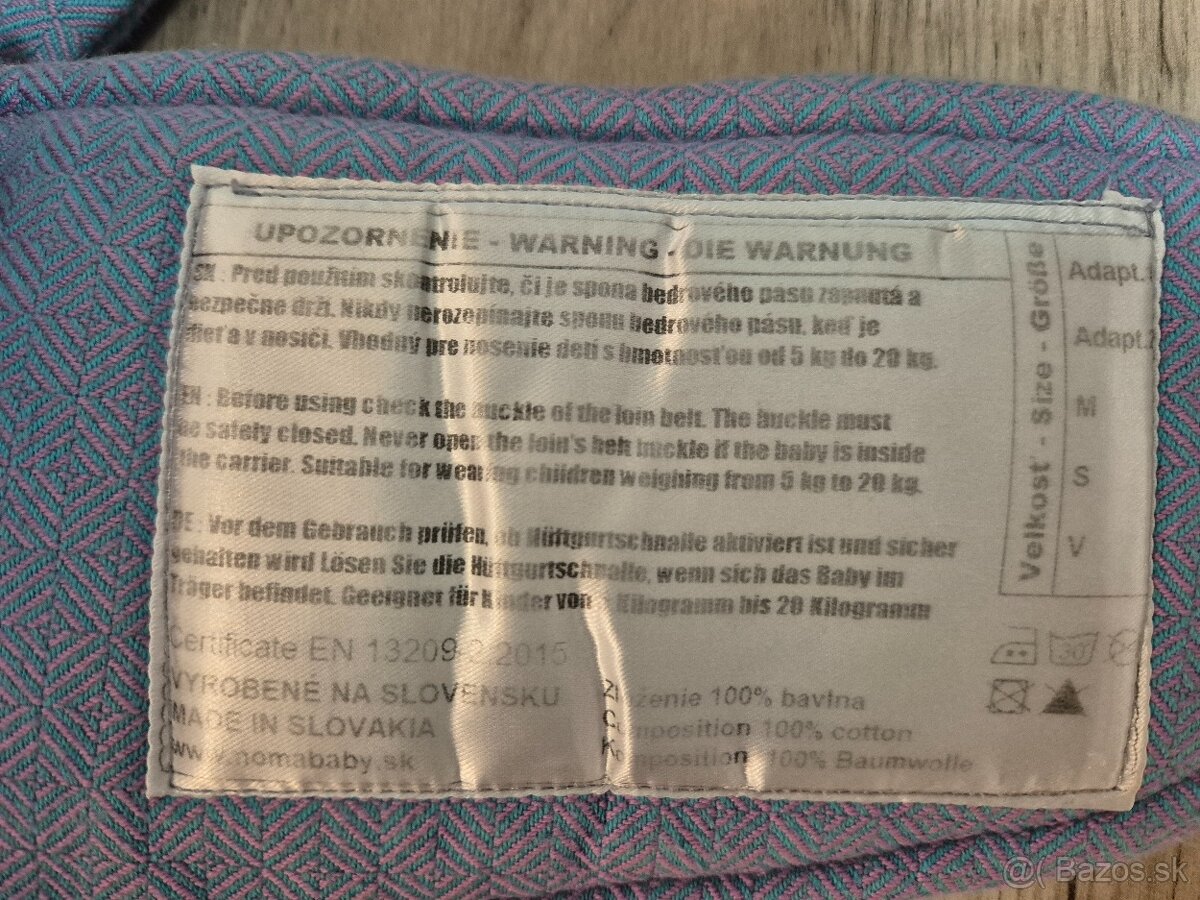 UPOZORNENIE - WARNING - DIE WARNUNG
SK : Pred použitím skontrolujte, či je spona bedrového pásu zapnutá a
bezpečne drží. Nikdy nerozopínajte sponu bedrového pásu, keď je
dieťa v nosiči. Vhodný pre nosenie detí s hmotnosťou od 5 kg do 20 kg.
EN : Before using check the buckle of the loin belt. The buckle must
be safely closed. Never open the loin's belt buckle if the baby is inside
the carrier. Suitable for wearing children weighing from 5 kg to 20 kg.
DE : Vor dem Gebrauch prüfen, ob Hüftgurtschnalle aktiviert ist und sicher
gehalten wird Lösen Sie die Hüftgurtschnalle, wenn sich das Baby im
Träger befindet. Geeigner für Kinder von Kilogramm bis 20 Kilogramm
Certificate EN 13209-2:2015
VYROBENÉ NA SLOVENSKU
MADE IN SLOVAKIA
www.nomababy.sk
Zloženie 100% bavlna
Composition 100% cotton
Komposition 100% Baumwolle
Velkosť - Size - Größe
Adapt.
Adapt.
M
S
V
30
@( Bazos.sk